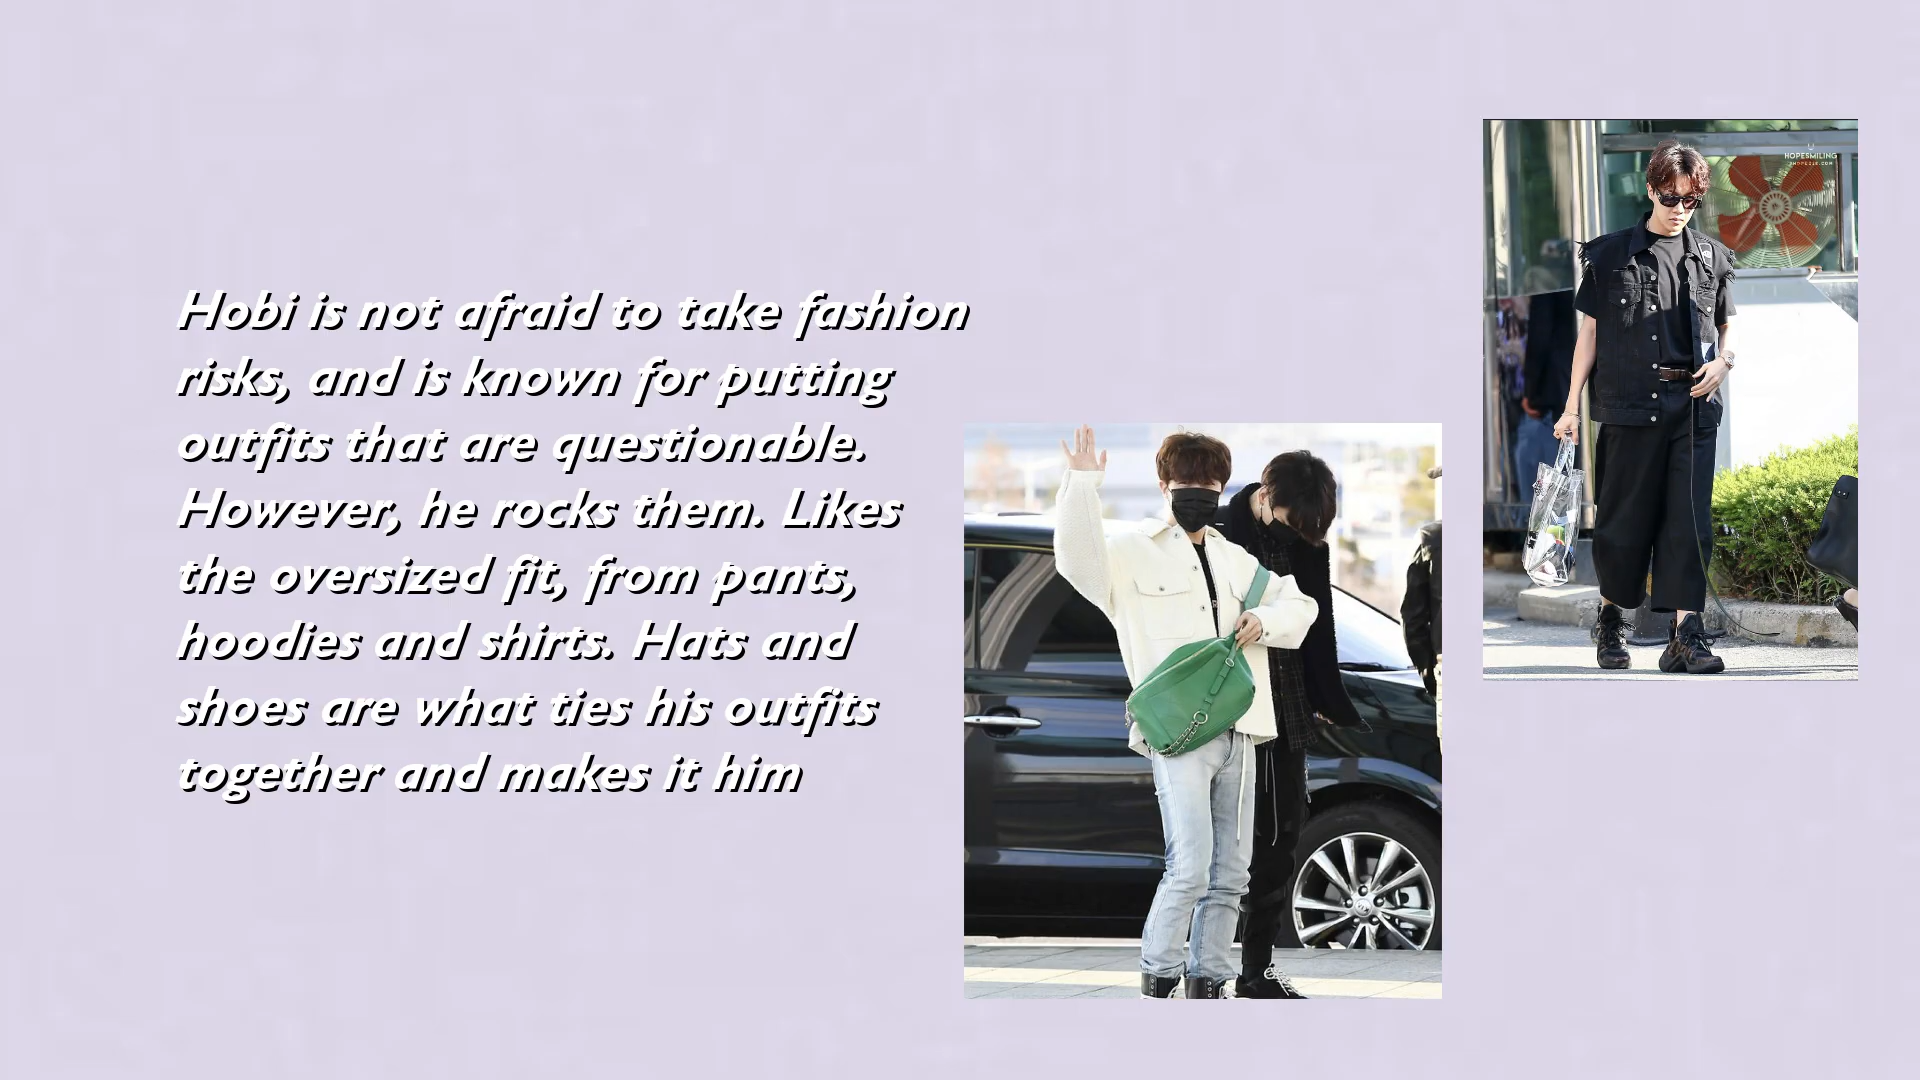 Hobi is not afraid to take fashion
risks, and is known for putting
outfits that are questionable.
However, he rocks them. Likes
the oversized fit, from pants,
hoodies and shirts. Hats and
shoes are what ties his outfits
together and makes it him
HOPESMILING